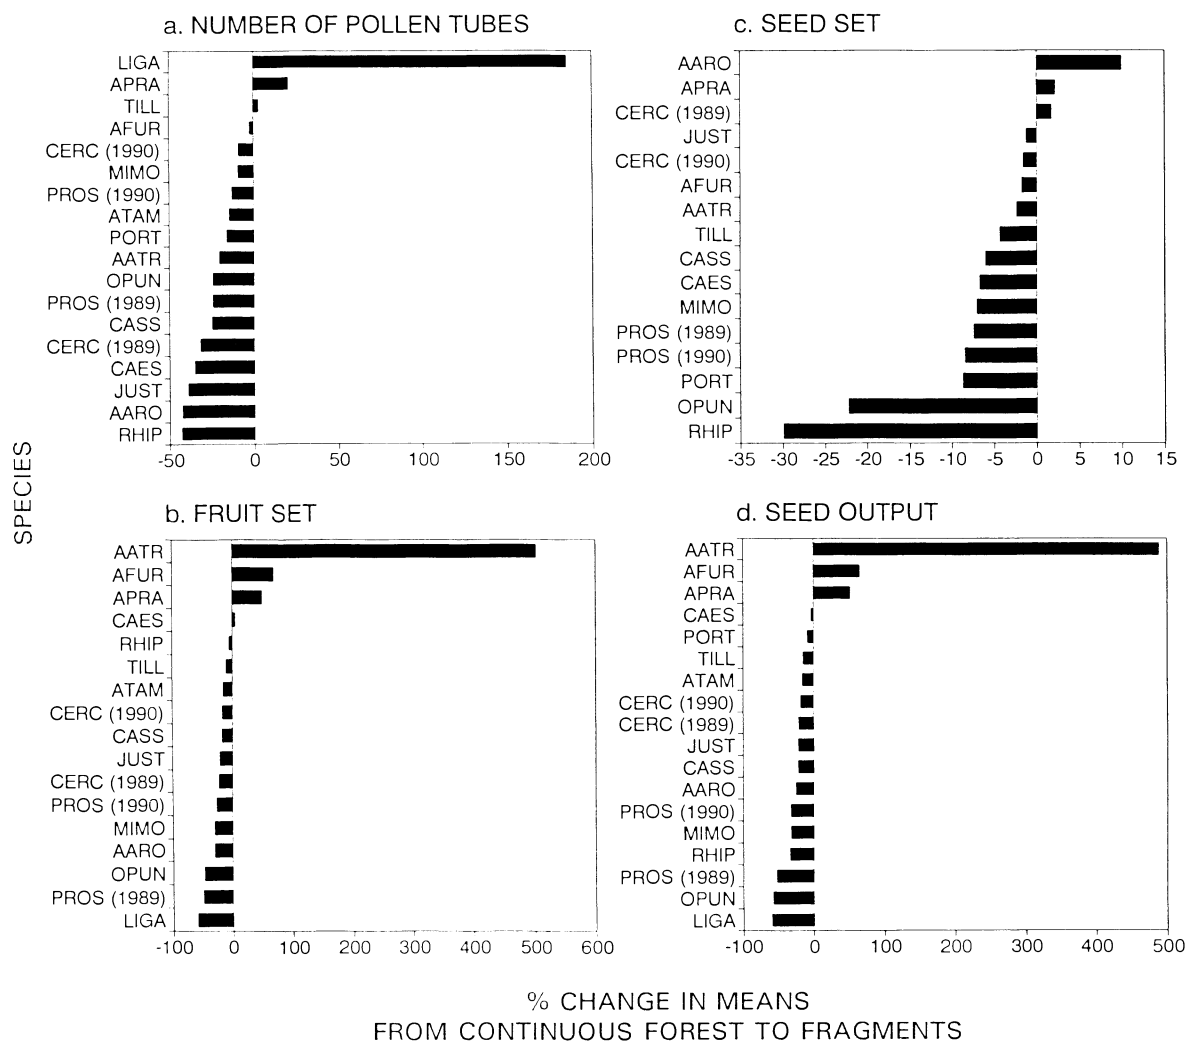 a. NUMBER OF POLLEN TUBES
LIGA
APRA
TILL
AFUR
CERC (1990)
MIMO
PROS (1990)
ATAM
PORT
AATR
OPUN
PROS (1989)
CASS
CERC (1989)
CAES
JUST
AARO
RHIP
-50 0 50 100 150 200
c. SEED SET
AARO
APRA
CERC (1989)
JUST
CERC (1990)
AFUR
AATR
TILL
CASS
CAES
MIMO
PROS (1989)
PROS (1990)
PORT
OPUN
RHIP
-35 -30 -25 -20 -15 -10 -5 0 5 10 15
SPECIES
b. FRUIT SET
AATR
AFUR
APRA
CAES
RHIP
TILL
ATAM
CERC (1990)
CASS
JUST
CERC (1989)
PROS (1990)
MIMO
AARO
OPUN
PROS (1989)
LIGA
-100 0 100 200 300 400 500 600
d. SEED OUTPUT
AATR
AFUR
APRA
CAES
PORT
TILL
ATAM
CERC (1990)
CERC (1989)
JUST
CASS
AARO
PROS (1990)
MIMO
RHIP
PROS (1989)
OPUN
LIGA
-100 0 100 200 300 400 500
% CHANGE IN MEANS
FROM CONTINUOUS FOREST TO FRAGMENTS